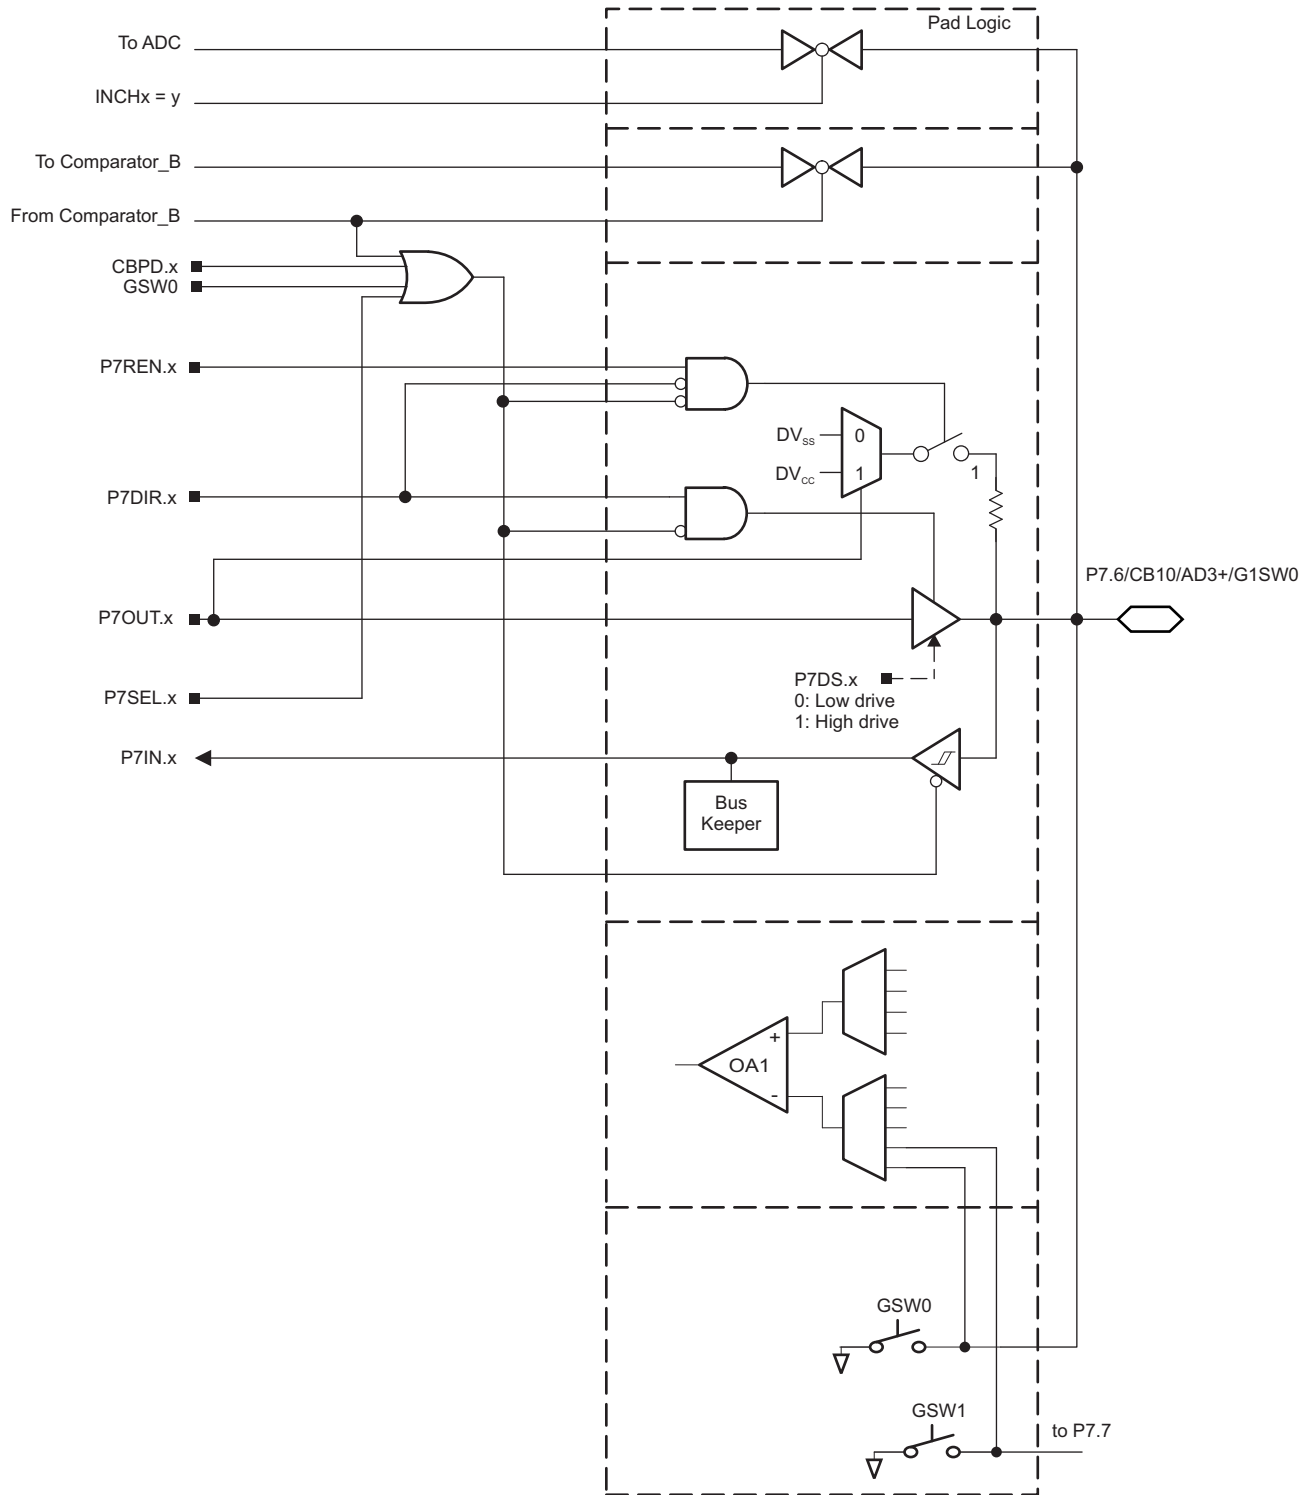 Pad Logic
To ADC
INCHx = y
To Comparator_B
From Comparator_B
CBPD.x
GSW0
P7REN.x
DVSS
0
DVCC
1
1
P7DIR.x
P7.6/CB10/AD3+/G1SW0
P7OUT.x
P7DS.x
0: Low drive
1: High drive
P7SEL.x
P7IN.x
Bus
Keeper
+
OA1
-
GSW0
GSW1
to P7.7